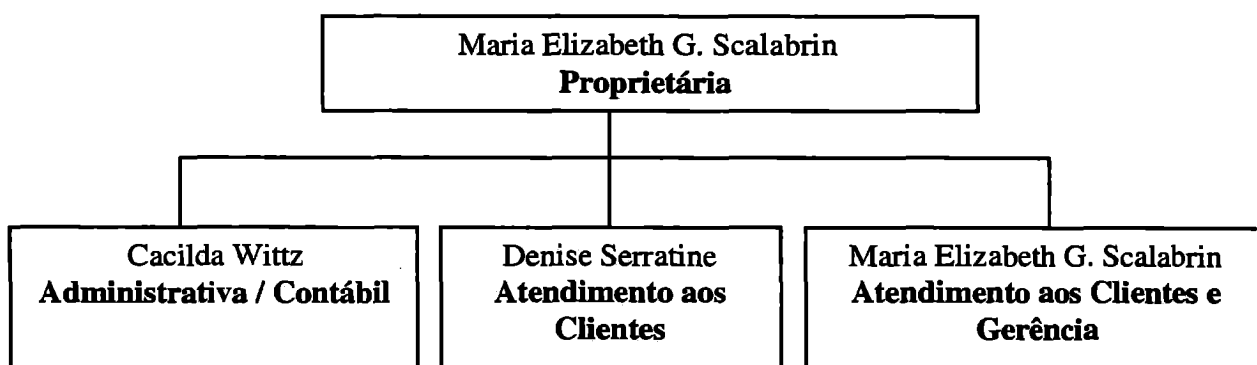 Maria Elizabeth G. Scalabrin
Proprietária
Cacilda Wittz
Administrativa / Contábil
Denise Serratine
Atendimento aos
Clientes
Maria Elizabeth G. Scalabrin
Atendimento aos Clientes e
Gerência